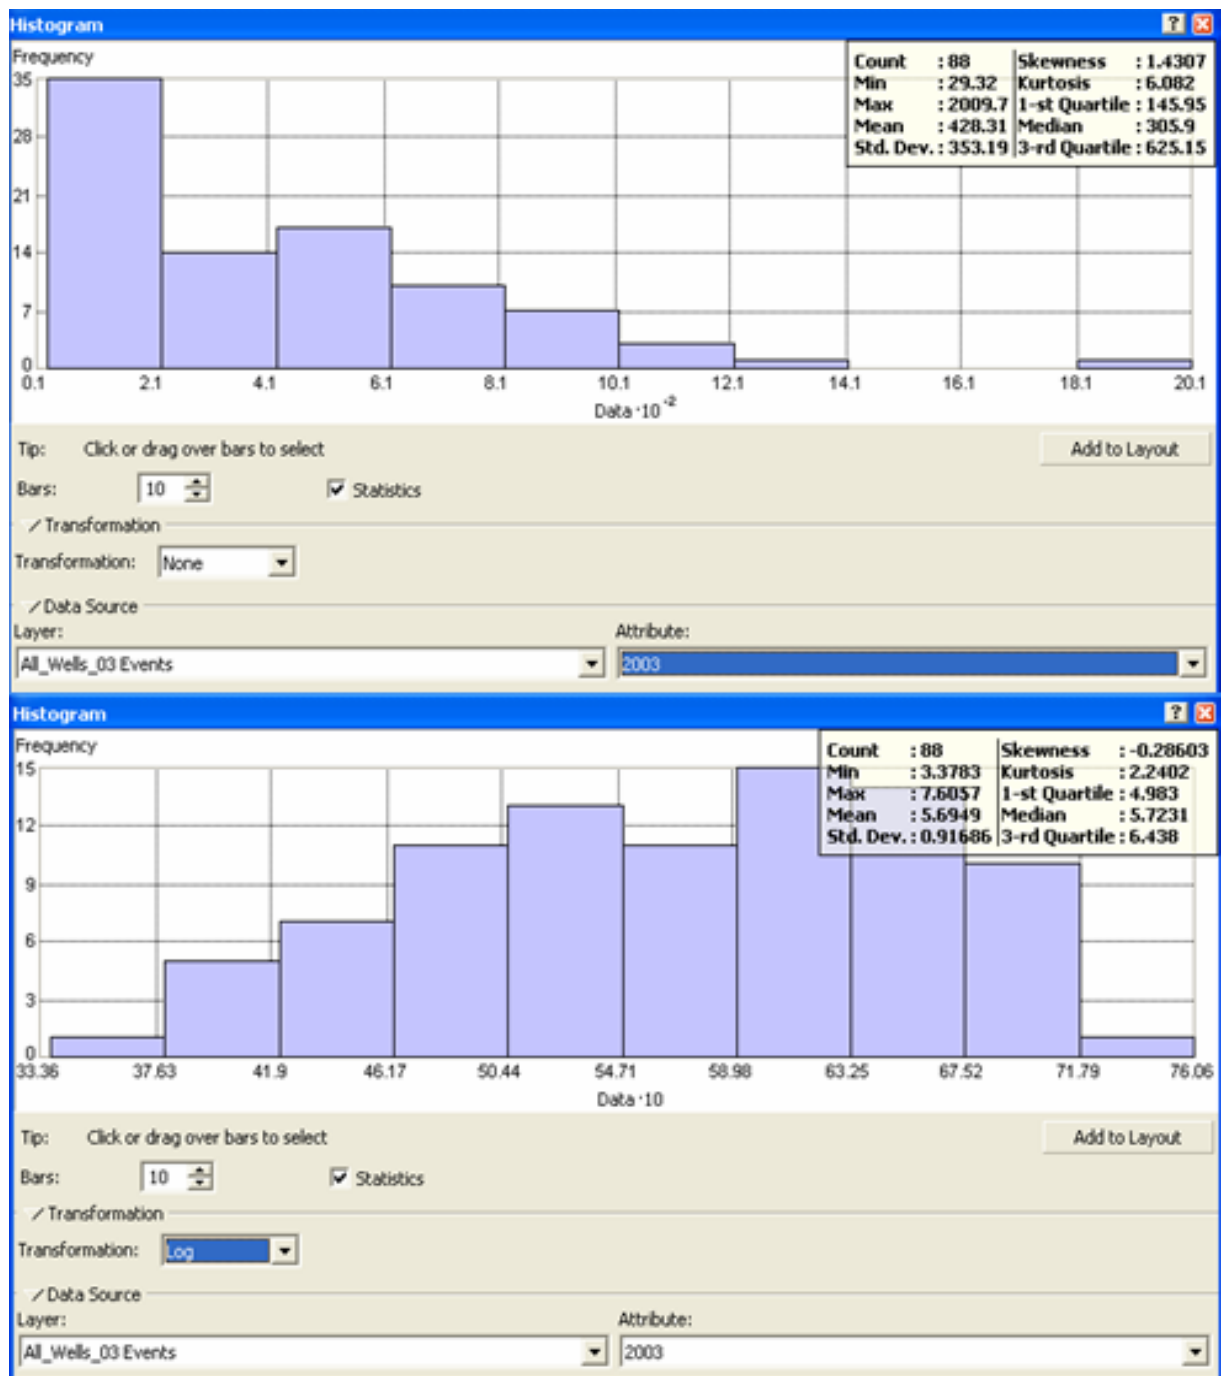 Histogram
Frequency
Count : 88 Skewness : 1.4307
Min : 29.32 Kurtosis : 6.082
Max : 2009.7 1-st Quartile : 145.95
Mean : 428.31 Median : 305.9
Std. Dev. : 353.19 3-rd Quartile : 625.15
35
28
21
14
7
0
0.1 2.1 4.1 6.1 8.1 10.1 12.1 14.1 16.1 18.1 20.1
Data ·10⁻²
Tip: Click or drag over bars to select Add to Layout
Bars: 10 Statistics
Transformation
Transformation: None
Data Source
Layer: Attribute:
All_Wells_03 Events 2003
Histogram
Frequency
Count : 88 Skewness : -0.28603
Min : 3.3783 Kurtosis : 2.2402
Max : 7.6057 1-st Quartile : 4.983
Mean : 5.6949 Median : 5.7231
Std. Dev. : 0.91686 3-rd Quartile : 6.438
15
12
9
6
3
0
33.36 37.63 41.9 46.17 50.44 54.71 58.98 63.25 67.52 71.79 76.06
Data ·10
Tip: Click or drag over bars to select Add to Layout
Bars: 10 Statistics
Transformation
Transformation: Log
Data Source
Layer: Attribute:
All_Wells_03 Events 2003